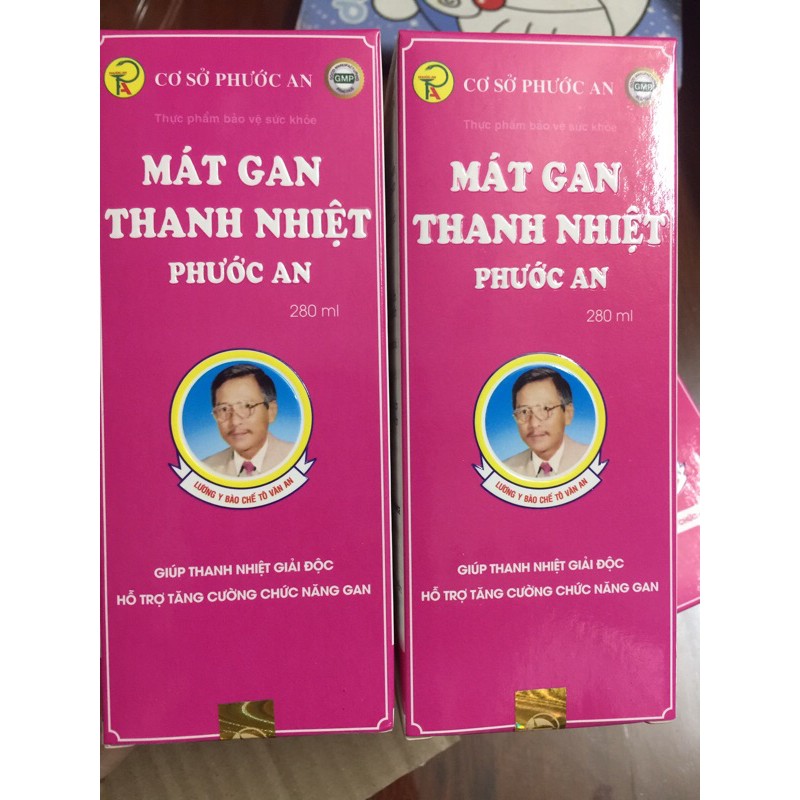 CƠ SỞ PHƯỚC AN
GMP
Thực phẩm bảo vệ sức khỏe
MÁT GAN
THANH NHIỆT
PHƯỚC AN
280 ml
LƯƠNG Y BÀO CHẾ TÔ VĂN AN
GIÚP THANH NHIỆT GIẢI ĐỘC
HỖ TRỢ TĂNG CƯỜNG CHỨC NĂNG GAN
CƠ SỞ PHƯỚC AN
GMP
Thực phẩm bảo vệ sức khỏe
MÁT GAN
THANH NHIỆT
PHƯỚC AN
280 ml
LƯƠNG Y BÀO CHẾ TÔ VĂN AN
GIÚP THANH NHIỆT GIẢI ĐỘC
HỖ TRỢ TĂNG CƯỜNG CHỨC NĂNG GAN